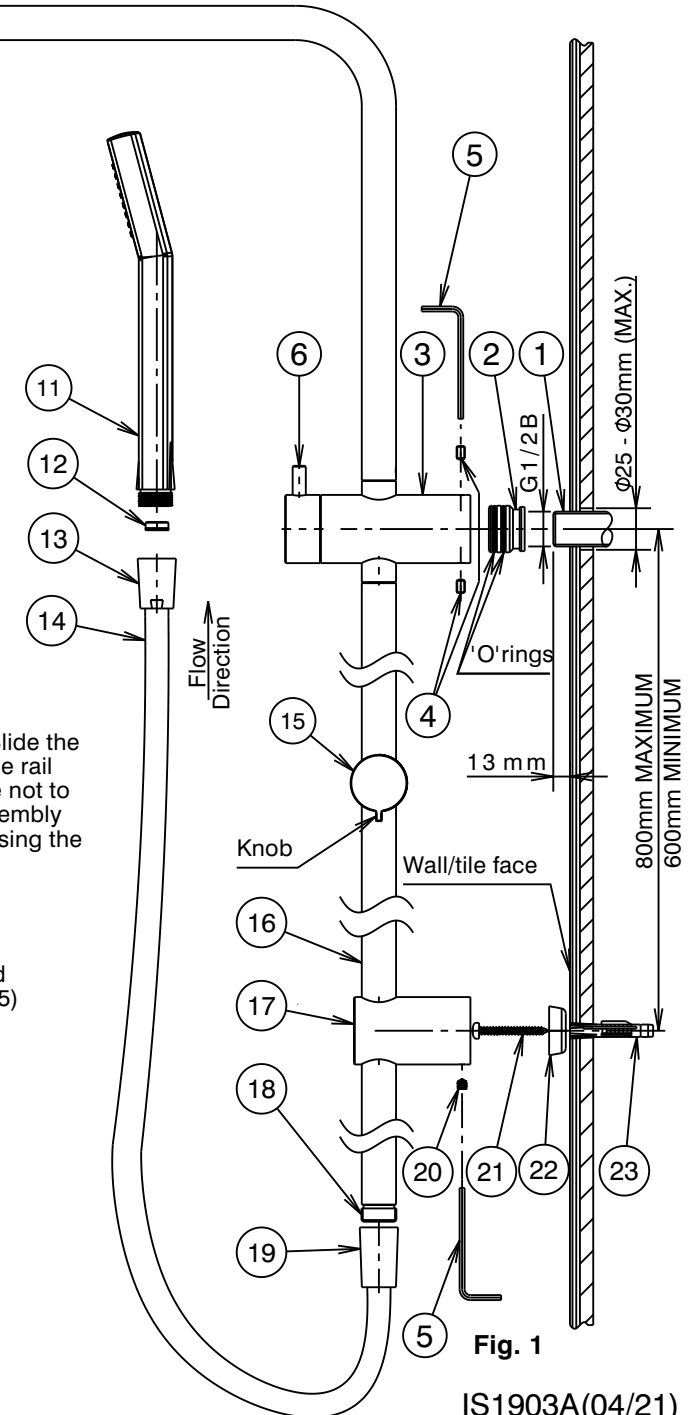 5
6
3
2
1
G1/2B
Φ25 - Φ30mm (MAX.)
11
12
13
14
Flow
Direction
4
'O'rings
15
13 mm
800mm MAXIMUM
600mm MINIMUM
lide the
e rail
e not to
embly
sing the
Knob
Wall/tile face
16
5)
17
18
20
21
22
23
19
5
Fig. 1
IS1903A(04/21)